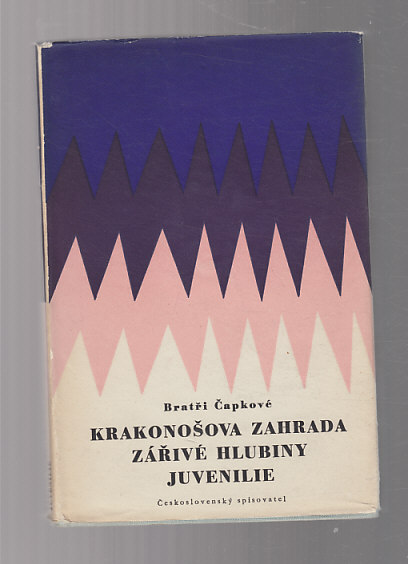 Bratři Čapkové
KRAKONOŠOVA ZAHRADA
ZÁŘIVÉ HLUBINY
JUVENILIE
Československý spisovatel